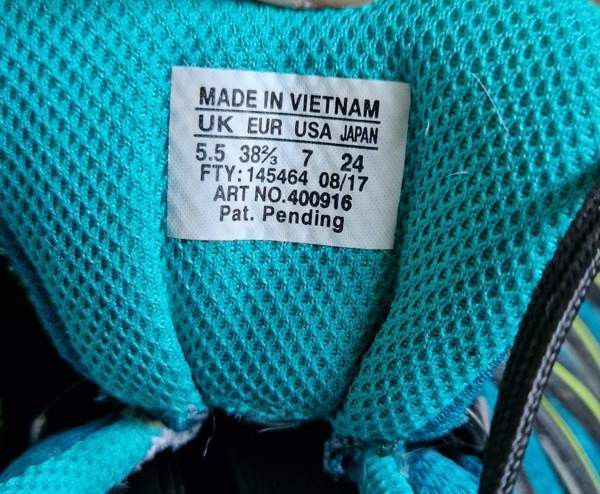 MADE IN VIETNAM
UK EUR USA JAPAN
5.5 38⅔ 7 24
FTY: 145464 08/17
ART NO.400916
Pat. Pending